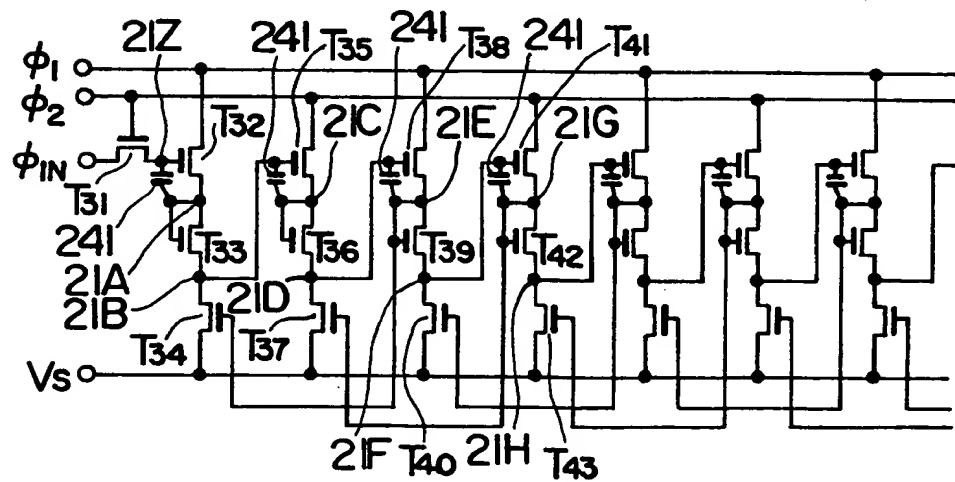 21Z 241 T35 241 T38 241 T41
ϕ1
ϕ2 T32 21C 21E 21G
ϕIN
T31
241 T33 T36 T39 T42
21A
21B 21D
T34 T37
Vs
21F T40 21H T43